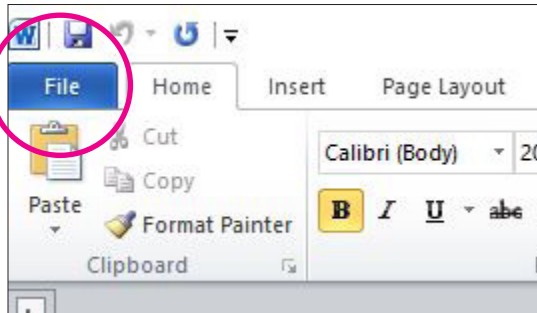 W
File Home Insert Page Layout
Cut
Calibri (Body) 20
Copy
Paste
B I U abc
Format Painter
Clipboard